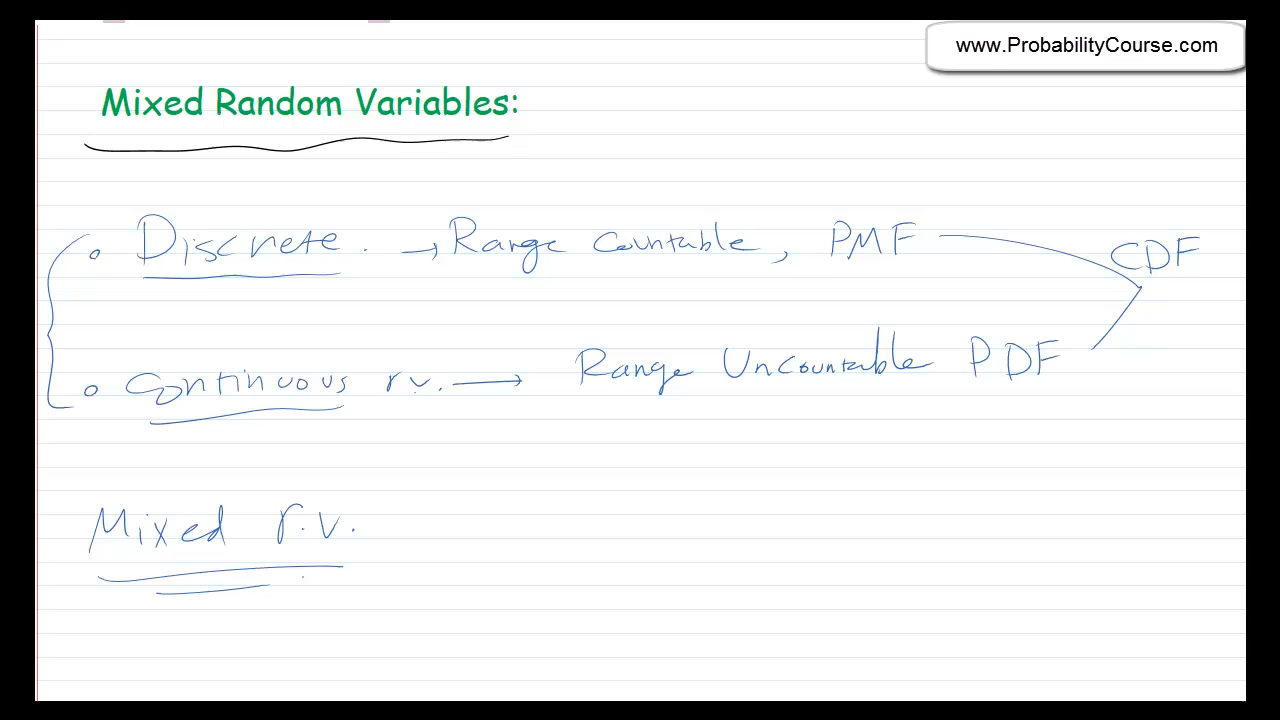 www.ProbabilityCourse.com
Mixed Random Variables:
• Discrete. → Range Countable, PMF
CDF
• Continuous r.v. → Range Uncountable PDF
Mixed r.v.